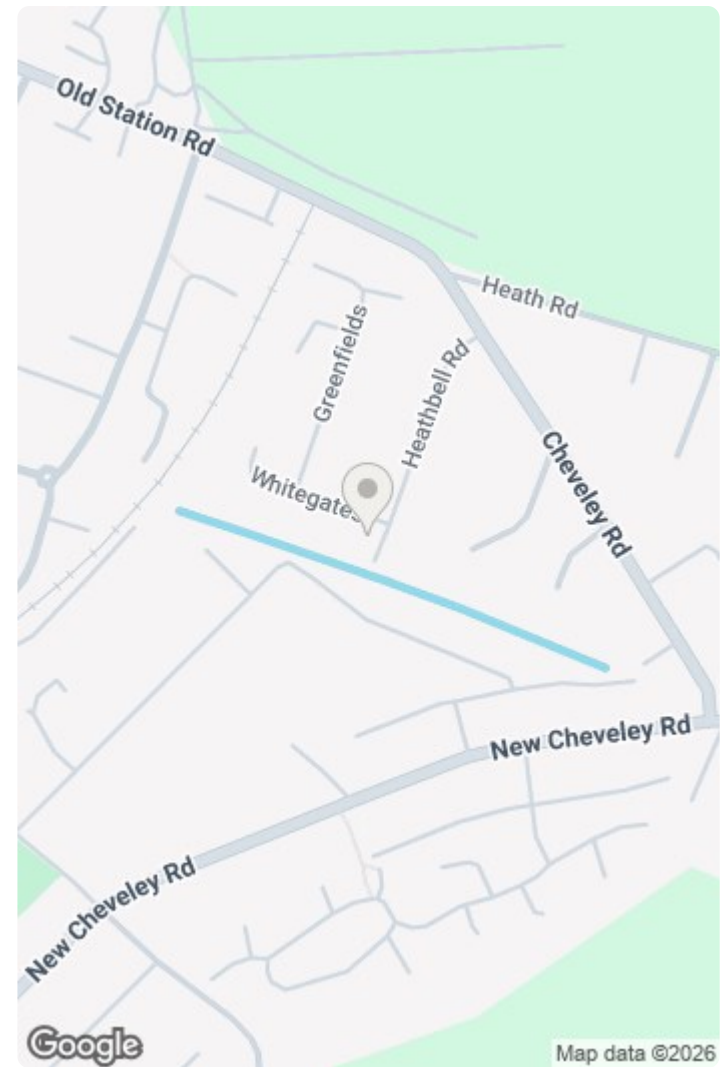 Old Station Rd
Heath Rd
Greenfields
Heathbell Rd
Cheveley Rd
Whitegates
New Cheveley Rd
New Cheveley Rd
Google
Map data ©2026